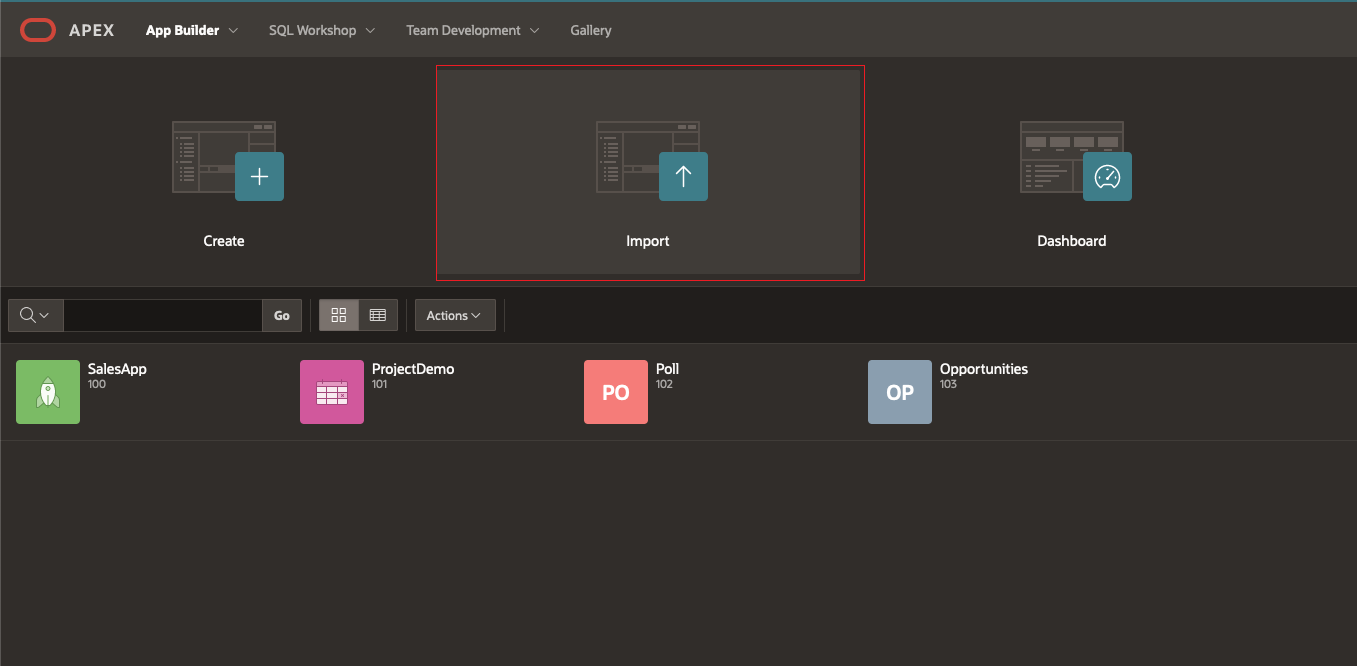 APEX App Builder SQL Workshop Team Development Gallery
Create Import Dashboard
Go Actions
SalesApp
100
ProjectDemo
101
PO
Poll
102
OP
Opportunities
103